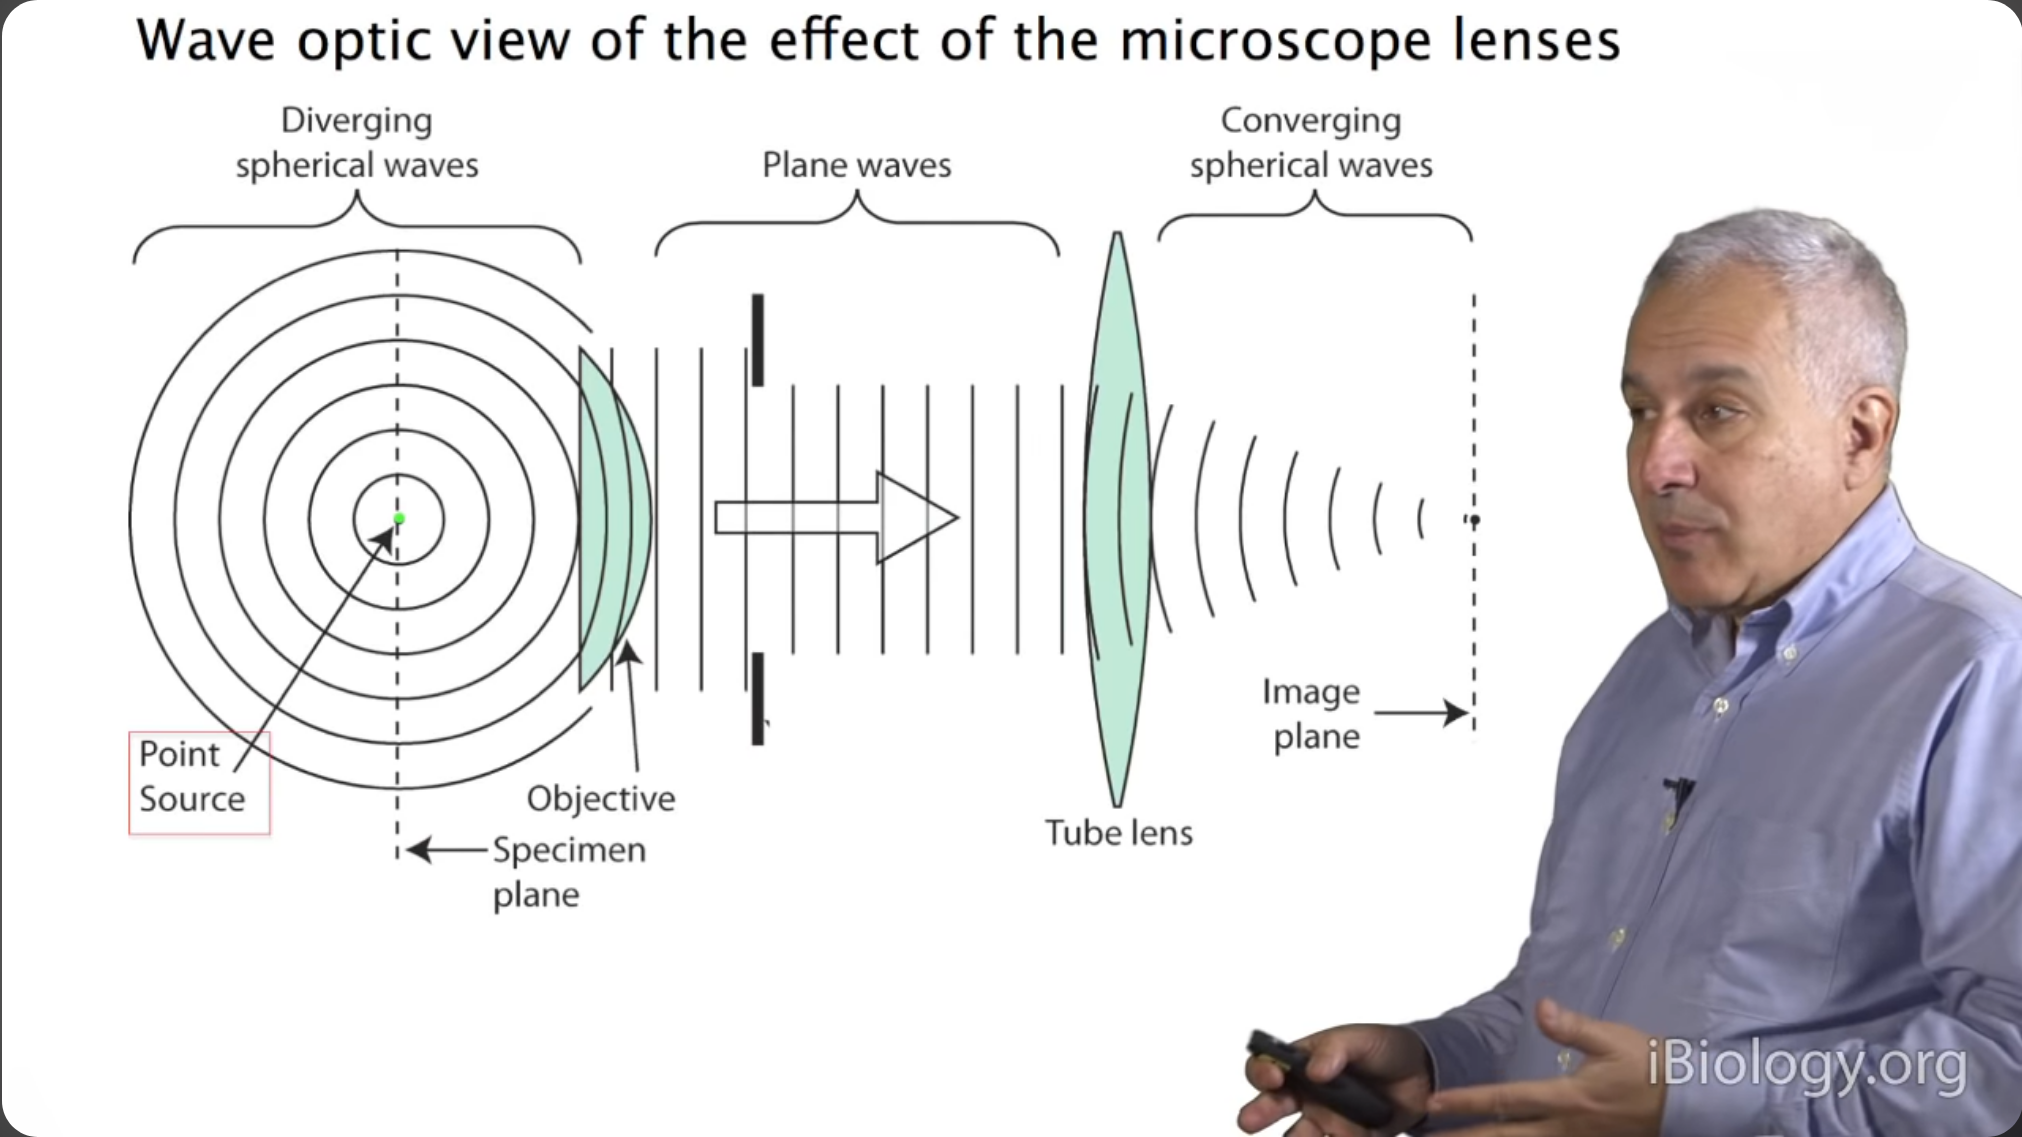 Wave optic view of the effect of the microscope lenses
Diverging
spherical waves
Plane waves
Converging
spherical waves
Point
Source
Objective
Specimen
plane
Tube lens
Image
plane
iBiology.org